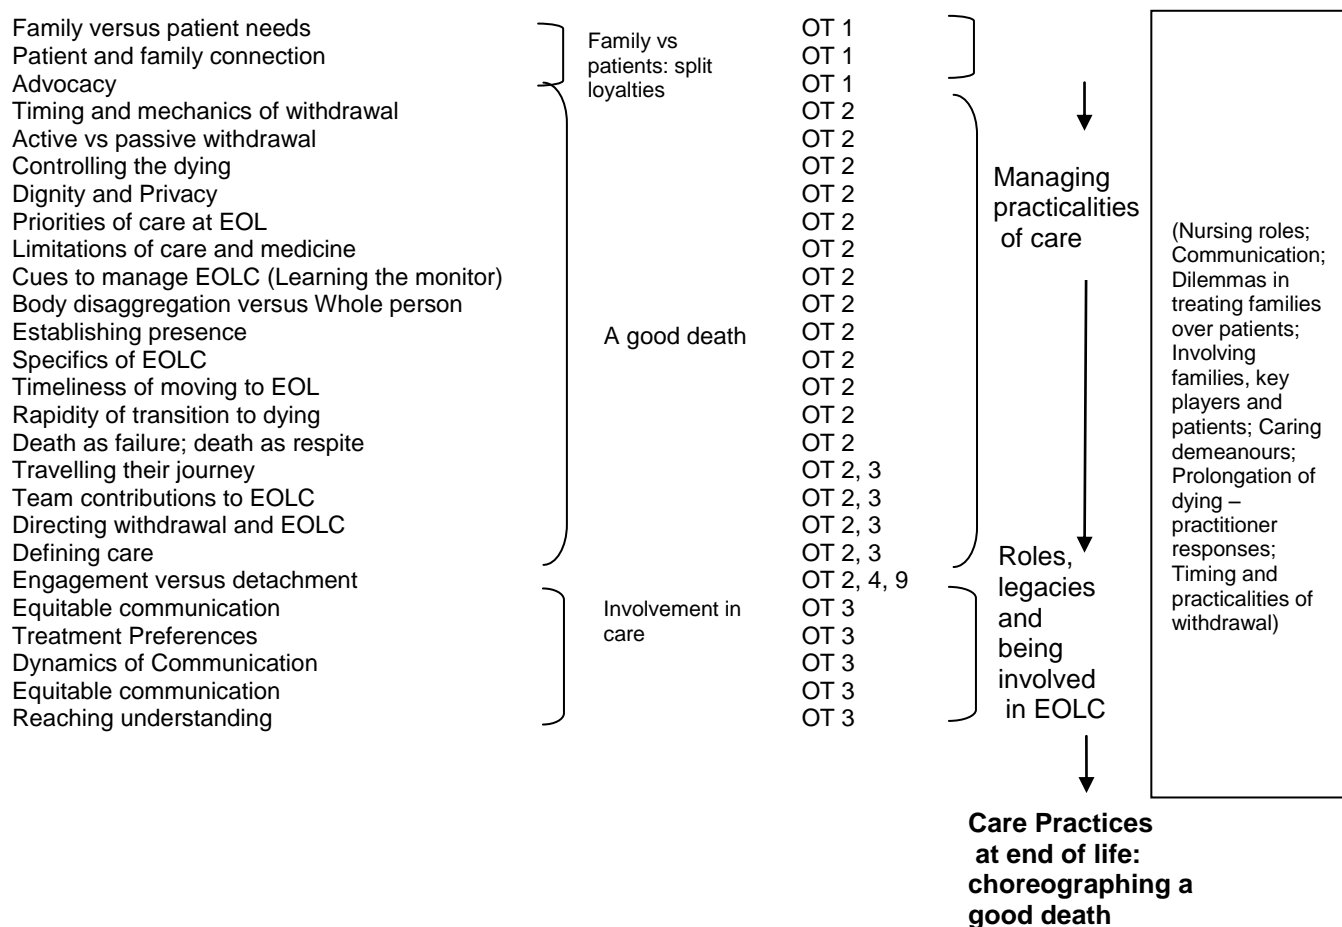 Family versus patient needs
Patient and family connection
Advocacy
Timing and mechanics of withdrawal
Active vs passive withdrawal
Controlling the dying
Dignity and Privacy
Priorities of care at EOL
Limitations of care and medicine
Cues to manage EOLC (Learning the monitor)
Body disaggregation versus Whole person
Establishing presence
Specifics of EOLC
Timeliness of moving to EOL
Rapidity of transition to dying
Death as failure; death as respite
Travelling their journey
Team contributions to EOLC
Directing withdrawal and EOLC
Defining care
Engagement versus detachment
Equitable communication
Treatment Preferences
Dynamics of Communication
Equitable communication
Reaching understanding
Family vs
patients: split
loyalties
A good death
Involvement in
care
OT 1
OT 1
OT 1
OT 2
OT 2
OT 2
OT 2
OT 2
OT 2
OT 2
OT 2
OT 2
OT 2
OT 2
OT 2
OT 2
OT 2, 3
OT 2, 3
OT 2, 3
OT 2, 3
OT 2, 4, 9
OT 3
OT 3
OT 3
OT 3
OT 3
Managing
practicalities
of care
Roles,
legacies
and
being
involved
in EOLC
Care Practices
at end of life:
choreographing a
good death
(Nursing roles;
Communication;
Dilemmas in
treating families
over patients;
Involving
families, key
players and
patients; Caring
demeanours;
Prolongation of
dying –
practitioner
responses;
Timing and
practicalities of
withdrawal)